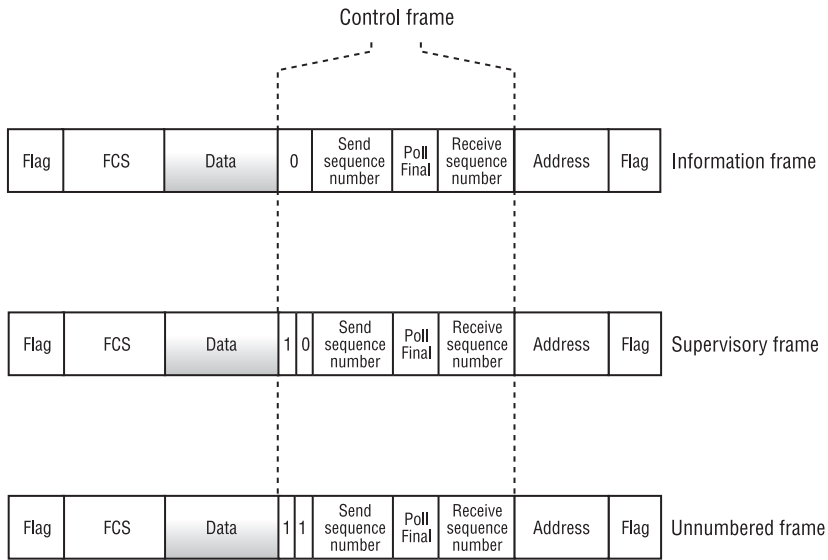 Control frame
Flag FCS Data 0 Send sequence number Poll Final Receive sequence number Address Flag Information frame
Flag FCS Data 1 0 Send sequence number Poll Final Receive sequence number Address Flag Supervisory frame
Flag FCS Data 1 1 Send sequence number Poll Final Receive sequence number Address Flag Unnumbered frame